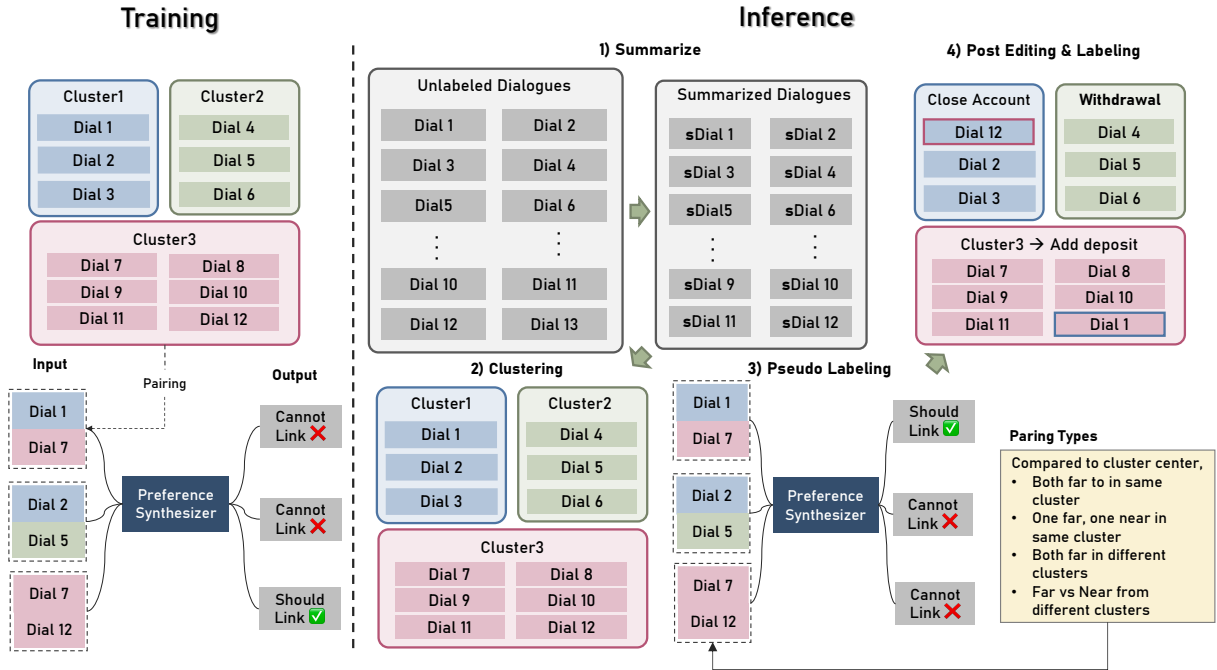 Training
Cluster1
Dial 1
Dial 2
Dial 3
Cluster2
Dial 4
Dial 5
Dial 6
Cluster3
Dial 7
Dial 8
Dial 9
Dial 10
Dial 11
Dial 12
Input
Pairing
Output
Dial 1
Dial 7
Dial 2
Dial 5
Dial 7
Dial 12
Preference
Synthesizer
Cannot
Link ❌
Cannot
Link ❌
Should
Link ✅
Inference
1) Summarize
Unlabeled Dialogues
Dial 1
Dial 2
Dial 3
Dial 4
Dial5
Dial 6
Dial 10
Dial 11
Dial 12
Dial 13
Summarized Dialogues
sDial 1
sDial 2
sDial 3
sDial 4
sDial5
sDial 6
sDial 9
sDial 10
sDial 11
sDial 12
2) Clustering
Cluster1
Dial 1
Dial 2
Dial 3
Cluster2
Dial 4
Dial 5
Dial 6
Cluster3
Dial 7
Dial 8
Dial 9
Dial 10
Dial 11
Dial 12
3) Pseudo Labeling
Dial 1
Dial 7
Dial 2
Dial 5
Dial 7
Dial 12
Preference
Synthesizer
Should
Link ✅
Cannot
Link ❌
Cannot
Link ❌
Paring Types
Compared to cluster center,
• Both far to in same
cluster
• One far, one near in
same cluster
• Both far in different
clusters
• Far vs Near from
different clusters
4) Post Editing & Labeling
Close Account
Dial 12
Dial 2
Dial 3
Withdrawal
Dial 4
Dial 5
Dial 6
Cluster3 → Add deposit
Dial 7
Dial 8
Dial 9
Dial 10
Dial 11
Dial 1